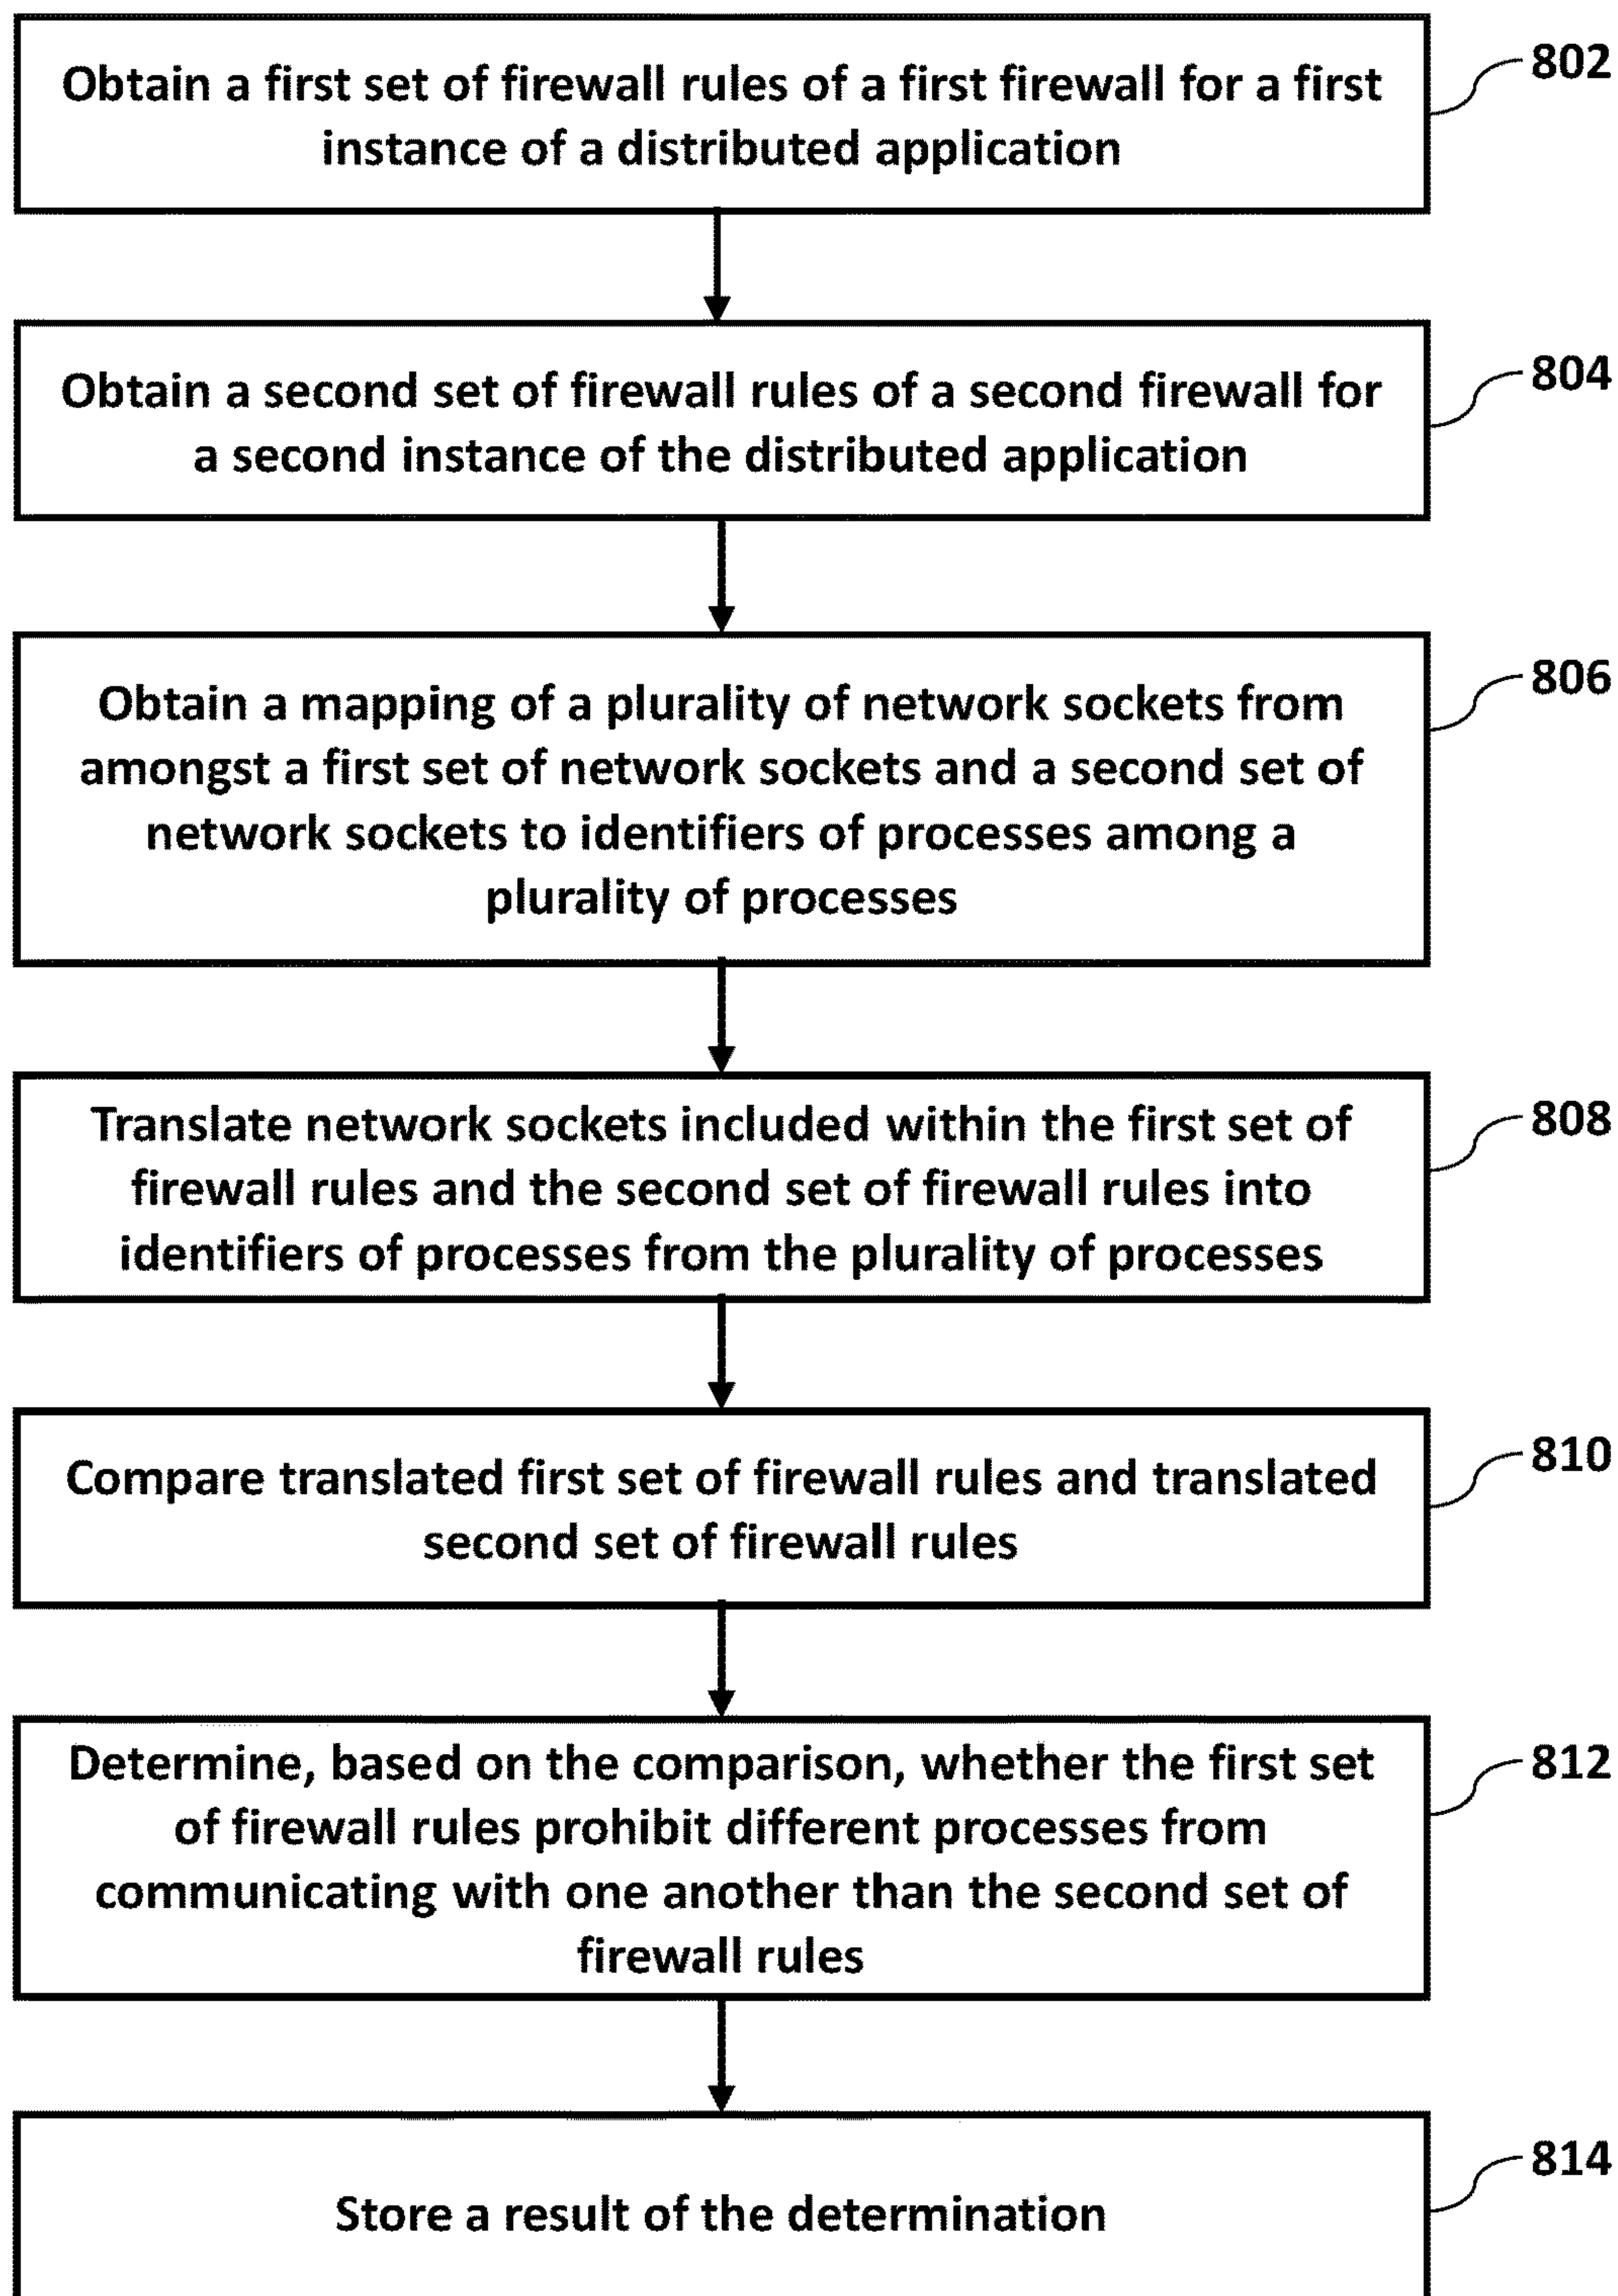 Obtain a first set of firewall rules of a first firewall for a first
instance of a distributed application
802
Obtain a second set of firewall rules of a second firewall for
a second instance of the distributed application
804
Obtain a mapping of a plurality of network sockets from
amongst a first set of network sockets and a second set of
network sockets to identifiers of processes among a
plurality of processes
806
Translate network sockets included within the first set of
firewall rules and the second set of firewall rules into
identifiers of processes from the plurality of processes
808
Compare translated first set of firewall rules and translated
second set of firewall rules
810
Determine, based on the comparison, whether the first set
of firewall rules prohibit different processes from
communicating with one another than the second set of
firewall rules
812
Store a result of the determination
814